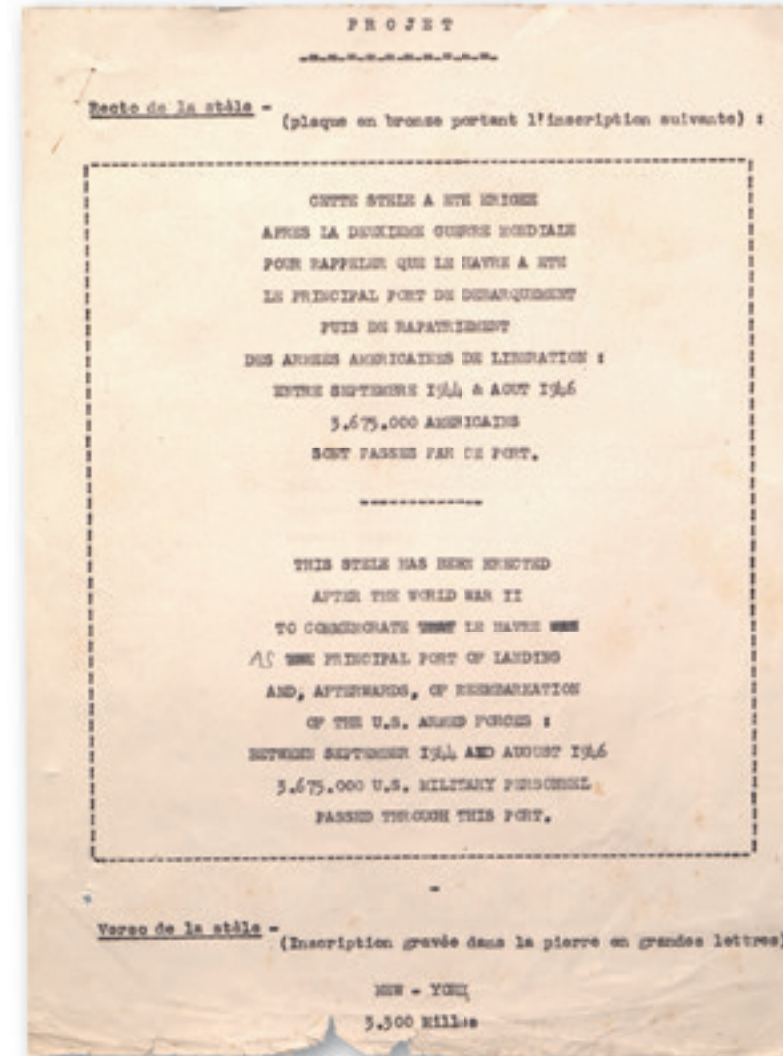 PROJET
Recto de la stèle -
(plaque en bronze portant l'inscription suivante) :
CETTE STELE A ETE ERIGEE
APRES LA DEUXIEME GUERRE MONDIALE
POUR RAPPELER QUE LE HAVRE A ETE
LE PRINCIPAL PORT DE DEBARQUEMENT
PUIS DE RAPATRIEMENT
DES ARMEES AMERICAINES DE LIBERATION :
ENTRE SEPTEMBRE 1944 & AOUT 1946
3.675.000 AMERICAINS
SONT PASSES PAR CE PORT.
THIS STELE HAS BEEN ERECTED
AFTER THE WORLD WAR II
TO COMMEMORATE THAT LE HAVRE WAS
AS THE PRINCIPAL PORT OF LANDING
AND, AFTERWARDS, OF REEMBARKATION
OF THE U.S. ARMED FORCES :
BETWEEN SEPTEMBER 1944 AND AUGUST 1946
3.675.000 U.S. MILITARY PERSONNEL
PASSED THROUGH THIS PORT.
Verso de la stèle -
(Inscription gravée dans la pierre en grandes lettres)
NEW - YORK
3.300 Milles